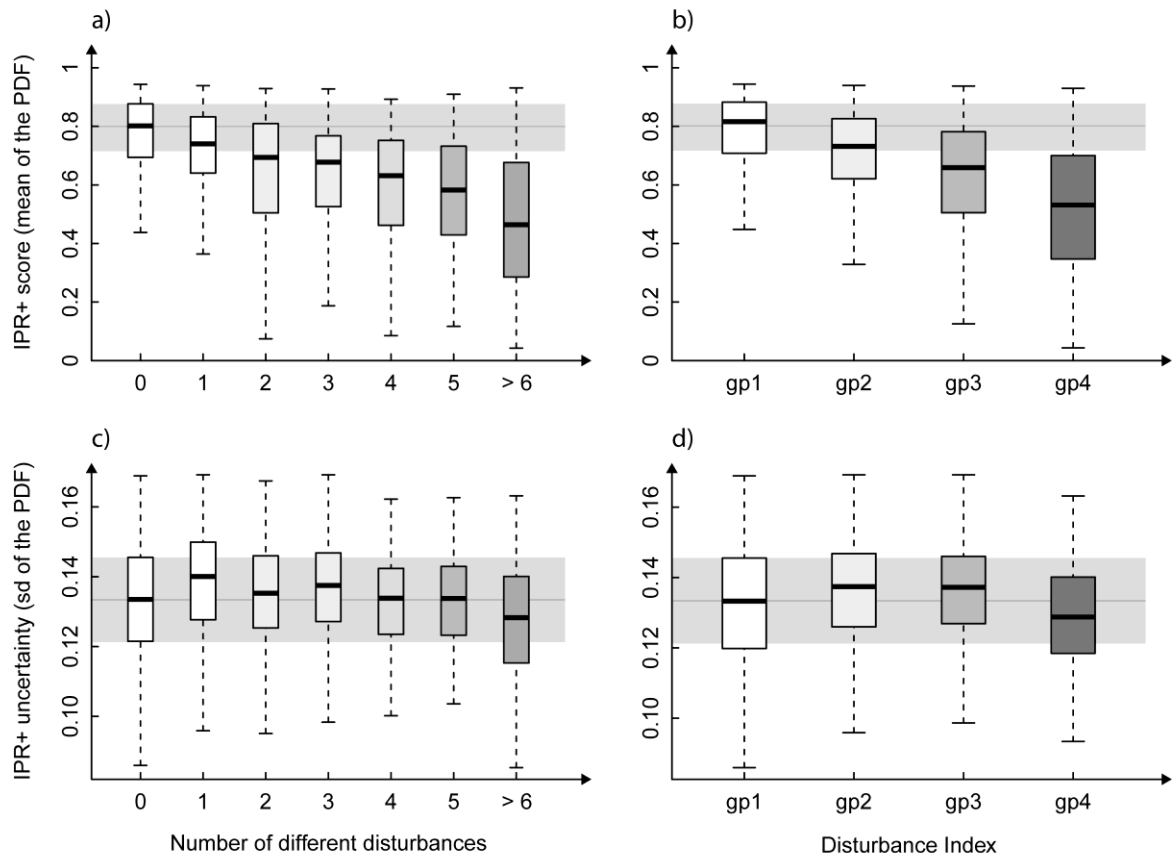 a)
IPR+ score (mean of the PDF)
1
0.8
0.6
0.4
0.2
0
0 1 2 3 4 5 > 6
b)
1
0.8
0.6
0.4
0.2
0
gp1 gp2 gp3 gp4
c)
IPR+ uncertainty (sd of the PDF)
0.16
0.14
0.12
0.10
0 1 2 3 4 5 > 6
Number of different disturbances
d)
0.16
0.14
0.12
0.10
gp1 gp2 gp3 gp4
Disturbance Index